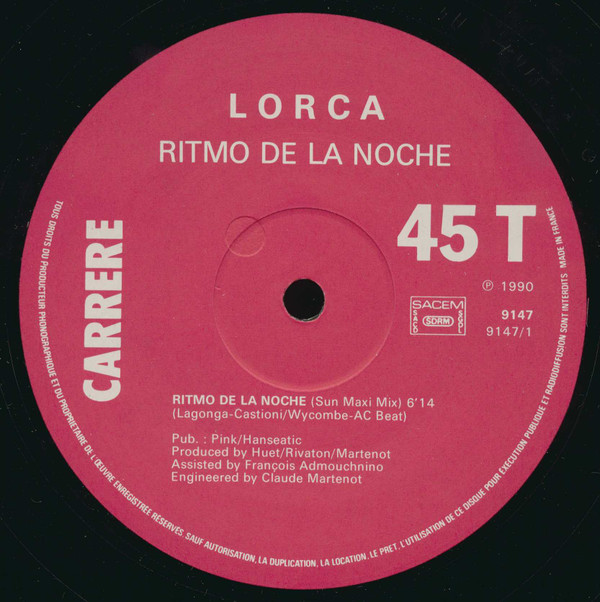 LORCA
RITMO DE LA NOCHE
CARRERE
45 T
℗ 1990
SACEM
SACD
SDRM
SGDL
9147
9147/1
RITMO DE LA NOCHE (Sun Maxi Mix) 6'14
(Lagonga-Castioni/Wycombe-AC Beat)
Pub. : Pink/Hanseatic
Produced by Huet/Rivaton/Martenot
Assisted by François Admouchnino
Engineered by Claude Martenot
TOUS DROITS DU PRODUCTEUR PHONOGRAPHIQUE ET DU PROPRIETAIRE DE L'ŒUVRE ENREGISTREE RESERVES. SAUF AUTORISATION, LA DUPLICATION, LA LOCATION, LE PRET, L'UTILISATION DE CE DISQUE POUR EXECUTION PUBLIQUE ET RADIODIFFUSION SONT INTERDITS MADE IN FRANCE